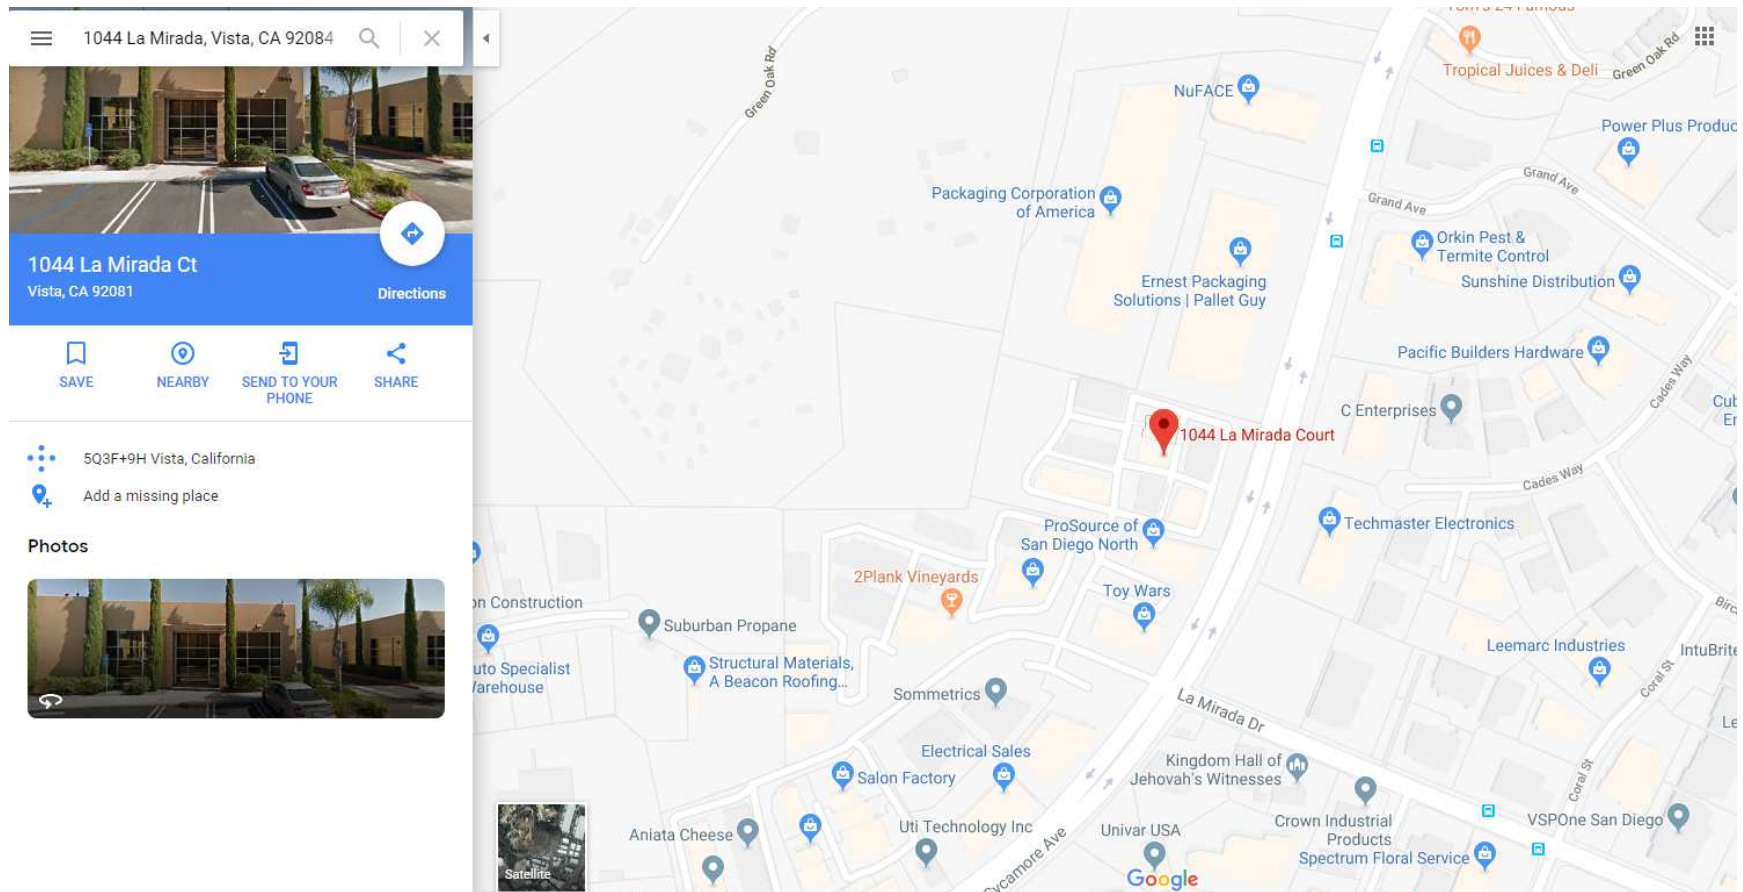 1044 La Mirada, Vista, CA 92084
1044 La Mirada Ct
Vista, CA 92081
Directions
SAVE
NEARBY
SEND TO YOUR
PHONE
SHARE
5Q3F+9H Vista, California
Add a missing place
Photos
Satellite
Green Oak Rd
Tropical Juices & Deli
Green Oak Rd
NuFACE
Power Plus Produc
Packaging Corporation
of America
Grand Ave
Grand Ave
Orkin Pest &
Termite Control
Sunshine Distribution
Ernest Packaging
Solutions | Pallet Guy
Pacific Builders Hardware
Cades Way
C Enterprises
Cub
Er
1044 La Mirada Court
Cades Way
ProSource of
San Diego North
Techmaster Electronics
2Plank Vineyards
Toy Wars
on Construction
Suburban Propane
Birc
Leemarc Industries
IntuBrite
Coral St
uto Specialist
Structural Materials,
A Beacon Roofing...
Sommetrics
La Mirada Dr
Le
Electrical Sales
Salon Factory
Kingdom Hall of
Jehovah's Witnesses
Coral St
Aniata Cheese
Uti Technology Inc
Sycamore Ave
Univar USA
Crown Industrial
Products
VSPOne San Diego
Spectrum Floral Service
Google